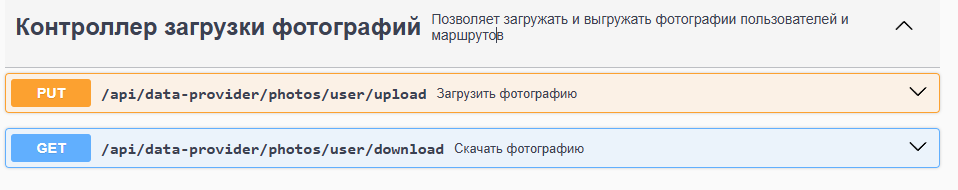 Контроллер загрузки фотографий
Позволяет загружать и выгружать фотографии пользователей и
маршрутов
PUT /api/data-provider/photos/user/upload Загрузить фотографию
GET /api/data-provider/photos/user/download Скачать фотографию